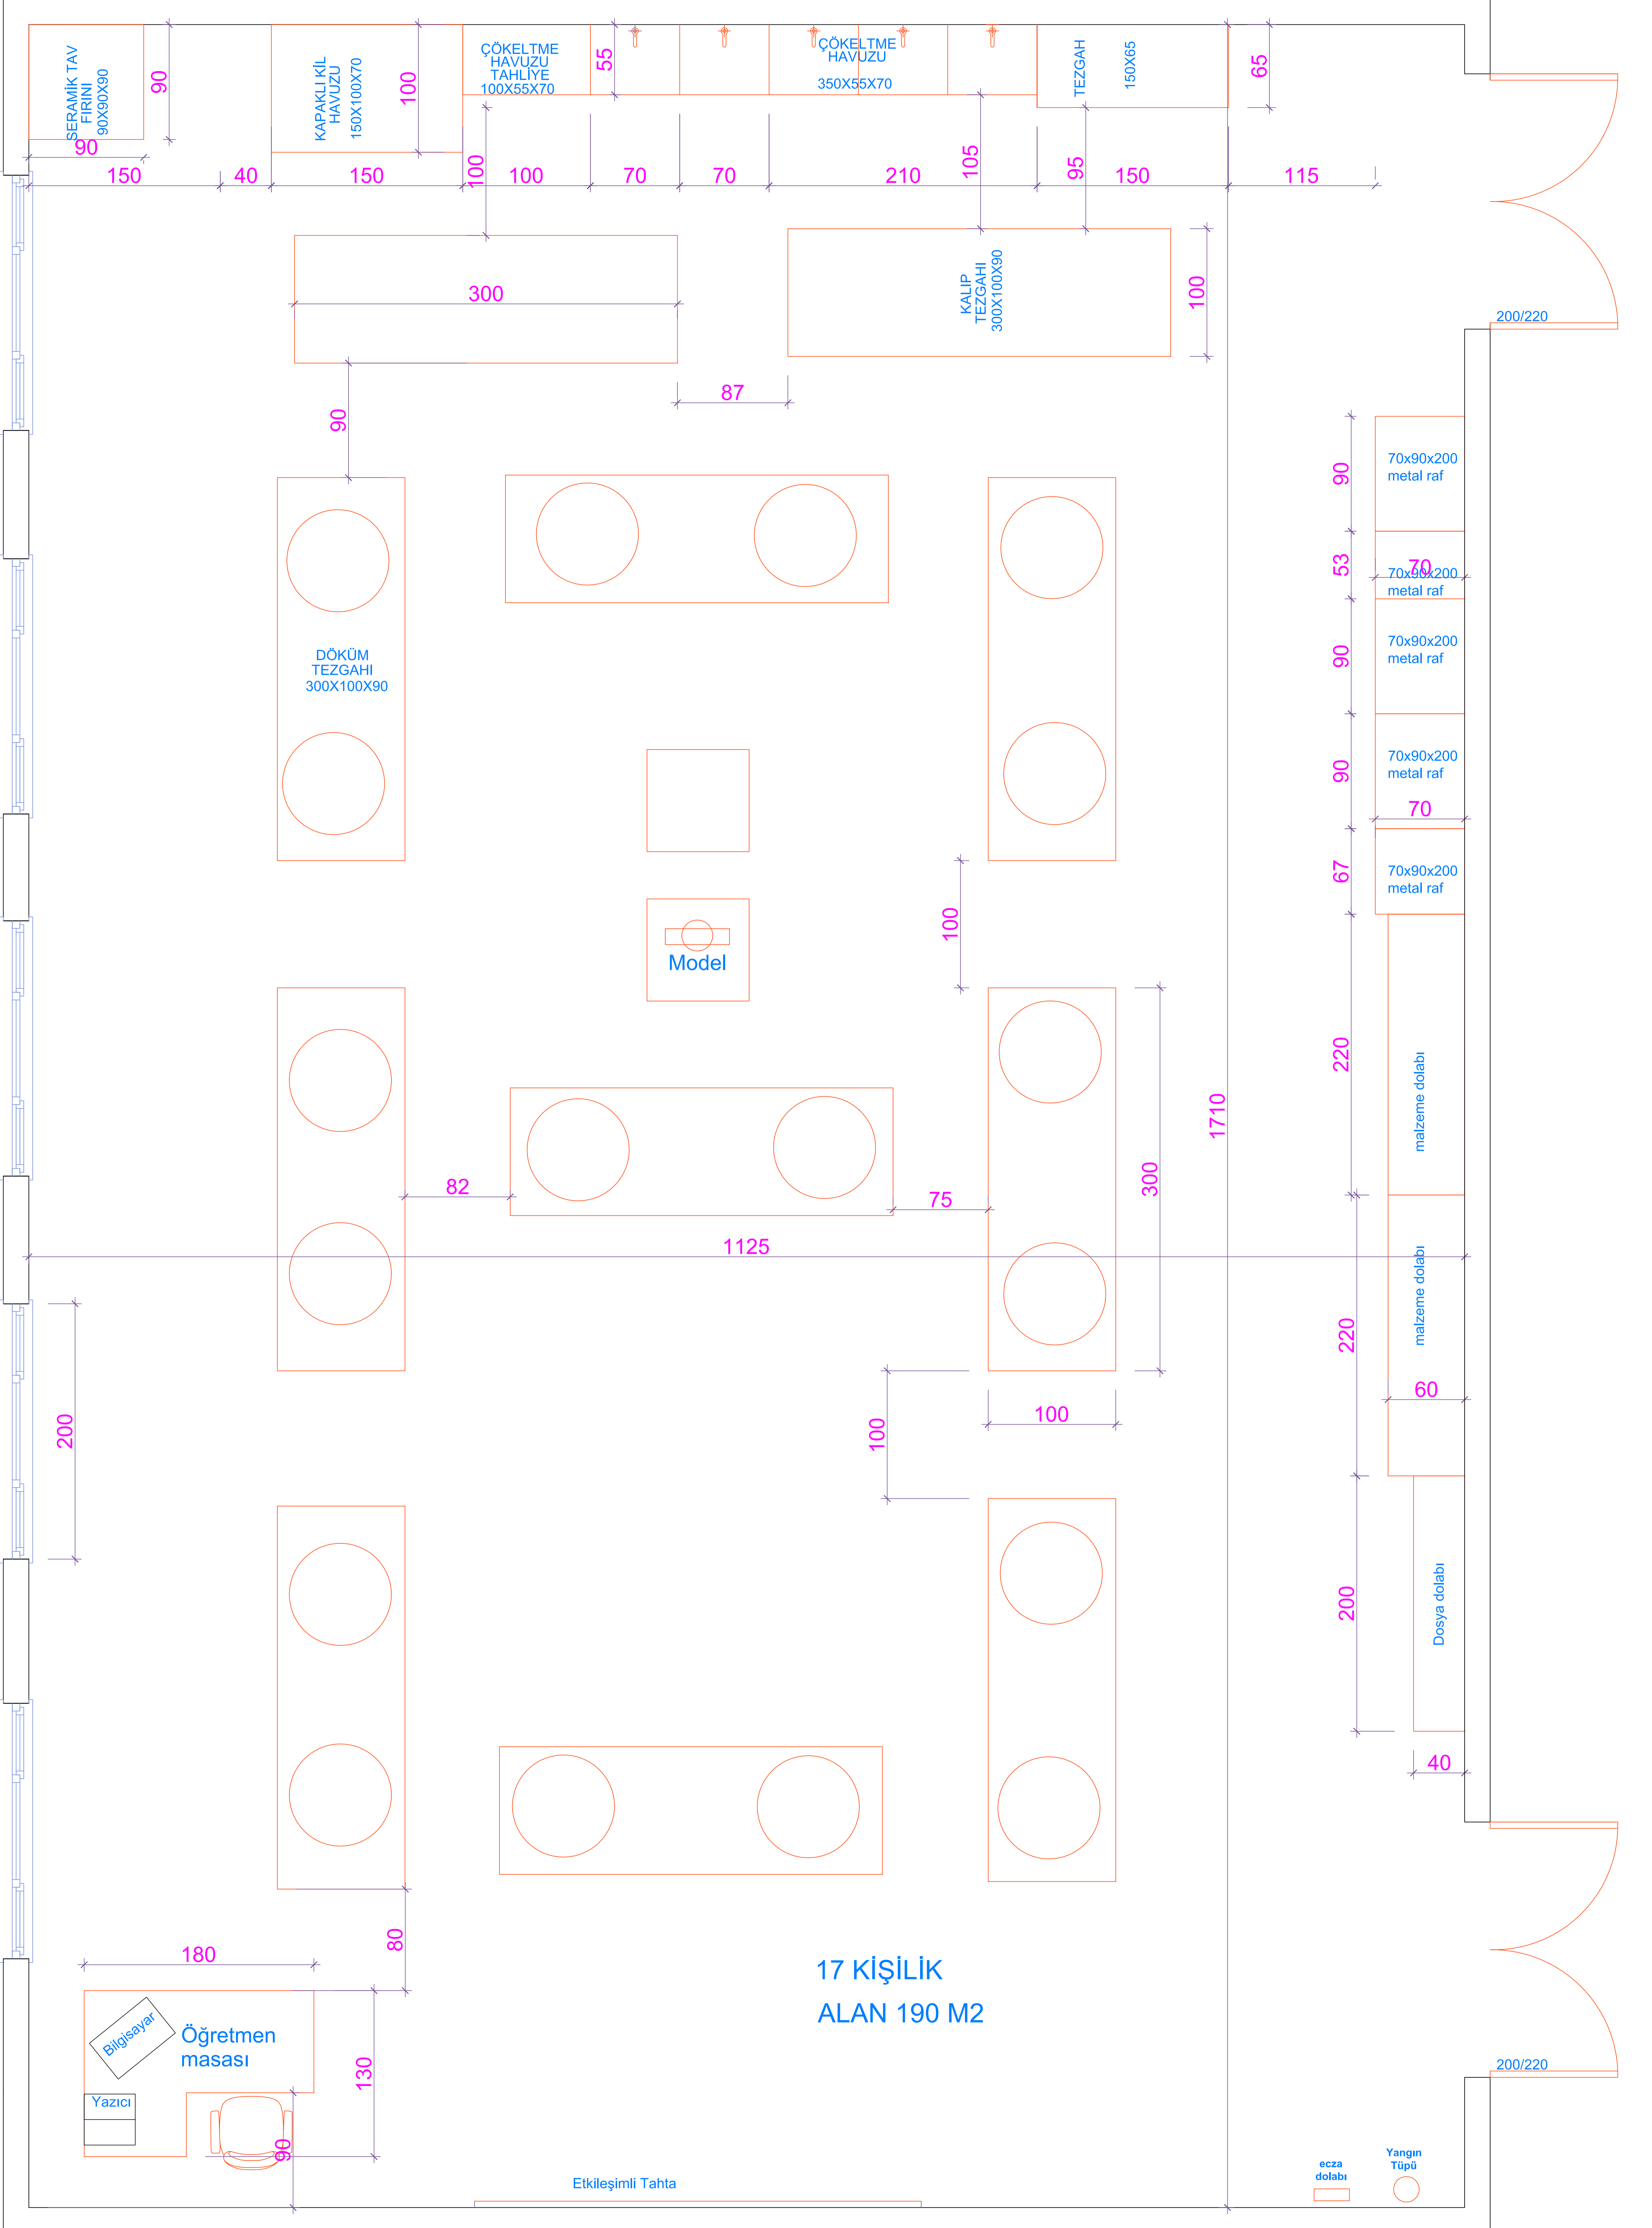 SERAMİK TAV
FIRINI
90X90X90
90
90
KAPAKLI KİL
HAVUZU
150X100X70
100
ÇÖKELTME
HAVUZU
TAHLİYE
100X55X70
55
ÇÖKELTME
HAVUZU
350X55X70
TEZGAH
150X65
65
150
40
150
100
100
70
70
210
105
95
150
115
300
KALIP
TEZGAHI
300X100X90
100
200/220
87
90
DÖKÜM
TEZGAHI
300X100X90
90
70x90x200
metal raf
53
70
70x90x200
metal raf
90
70x90x200
metal raf
90
70x90x200
metal raf
70
67
70x90x200
metal raf
100
Model
220
malzeme dolabı
1710
300
82
75
1125
220
malzeme dolabı
60
200
100
100
200
Dosya dolabı
40
80
180
17 KİŞİLİK
ALAN 190 M2
Bilgisayar
Öğretmen
masası
130
Yazıcı
90
200/220
Etkileşimli Tahta
ecza
dolabı
Yangın
Tüpü